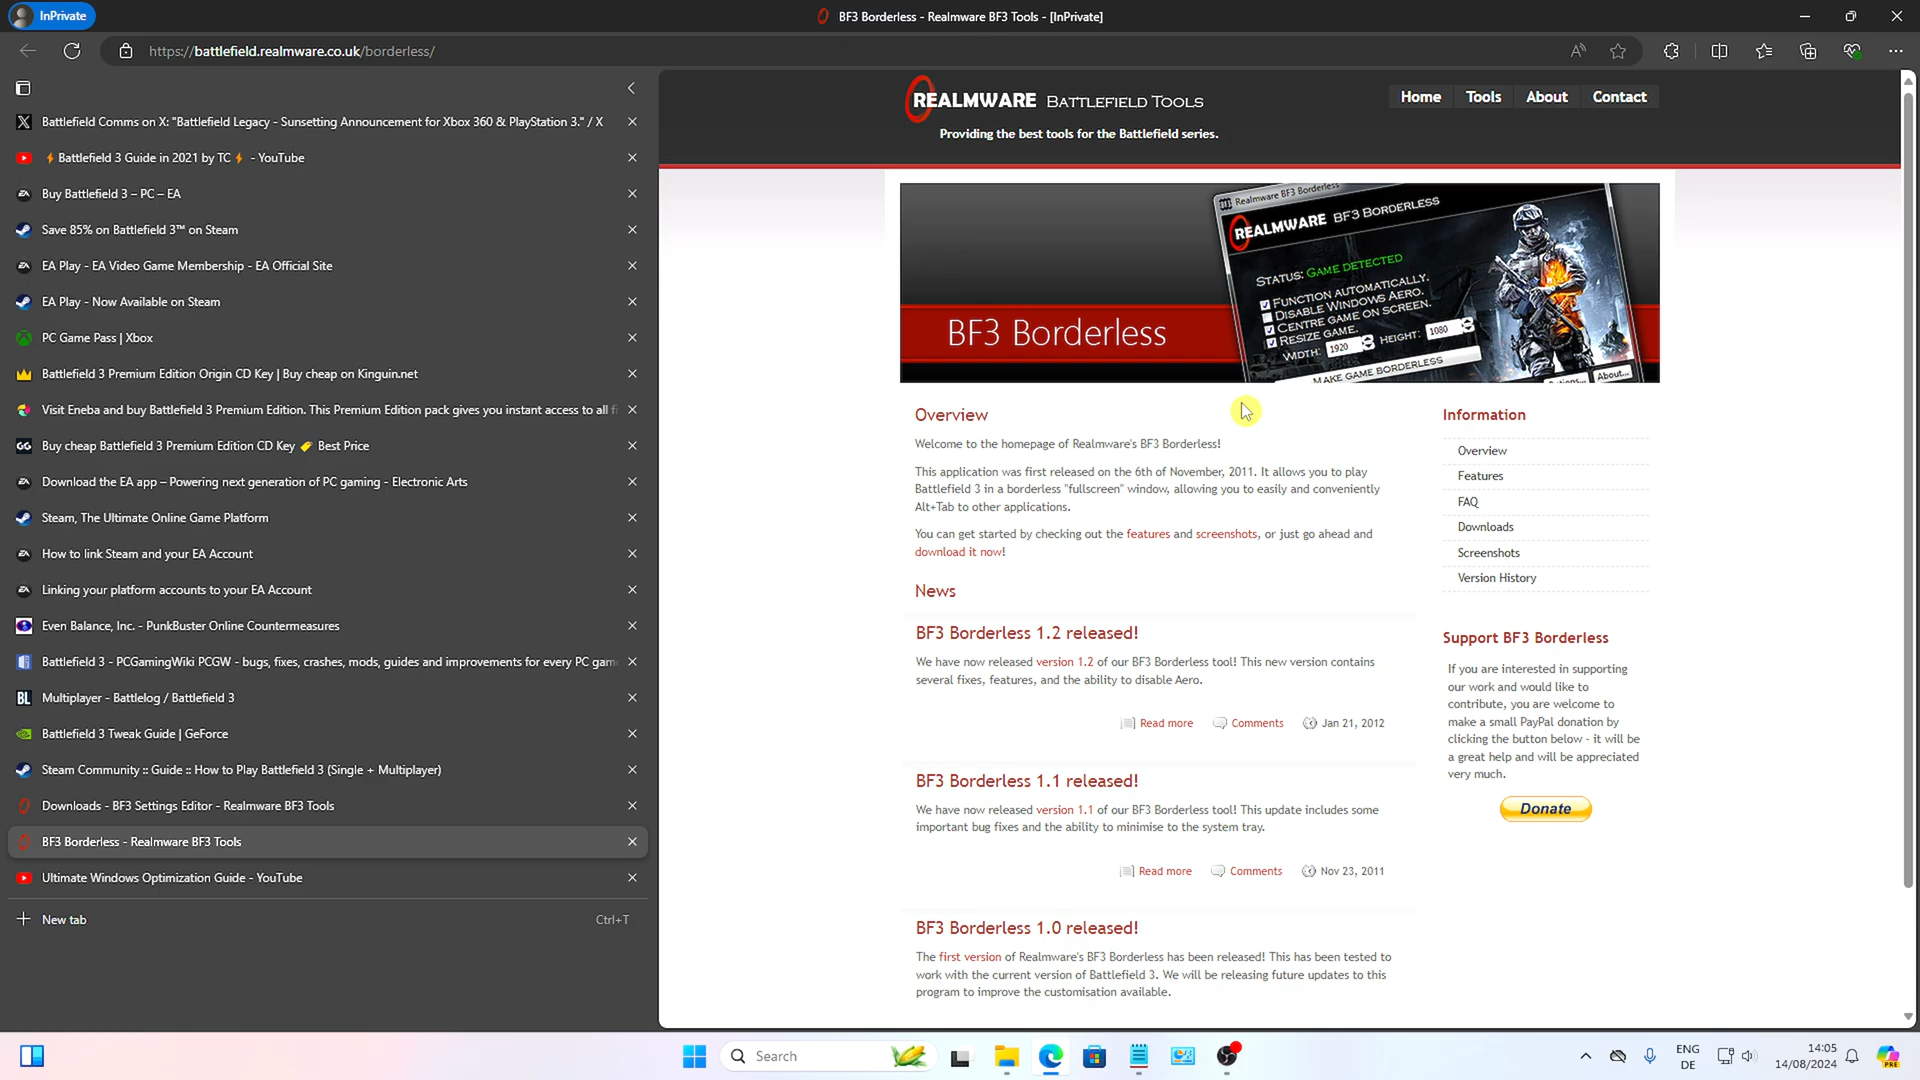 InPrivate
BF3 Borderless - Realmware BF3 Tools - [InPrivate]
https://battlefield.realmware.co.uk/borderless/
Battlefield Comms on X: "Battlefield Legacy - Sunsetting Announcement for Xbox 360 & PlayStation 3." / X
⚡Battlefield 3 Guide in 2021 by TC⚡ - YouTube
Buy Battlefield 3 – PC – EA
Save 85% on Battlefield 3™ on Steam
EA Play - EA Video Game Membership - EA Official Site
EA Play - Now Available on Steam
PC Game Pass | Xbox
Battlefield 3 Premium Edition Origin CD Key | Buy cheap on Kinguin.net
Visit Eneba and buy Battlefield 3 Premium Edition. This Premium Edition pack gives you instant access to all fi
Buy cheap Battlefield 3 Premium Edition CD Key 🏷️ Best Price
Download the EA app – Powering next generation of PC gaming - Electronic Arts
Steam, The Ultimate Online Game Platform
How to link Steam and your EA Account
Linking your platform accounts to your EA Account
Even Balance, Inc. - PunkBuster Online Countermeasures
Battlefield 3 - PCGamingWiki PCGW - bugs, fixes, crashes, mods, guides and improvements for every PC gam
Multiplayer - Battlelog / Battlefield 3
Battlefield 3 Tweak Guide | GeForce
Steam Community :: Guide :: How to Play Battlefield 3 (Single + Multiplayer)
Downloads - BF3 Settings Editor - Realmware BF3 Tools
BF3 Borderless - Realmware BF3 Tools
Ultimate Windows Optimization Guide - YouTube
New tab Ctrl+T
REALMWARE BATTLEFIELD TOOLS
Providing the best tools for the Battlefield series.
Home Tools About Contact
BF3 Borderless
Realmware BF3 Borderless
REALMWARE BF3 BORDERLESS
STATUS: GAME DETECTED
FUNCTION AUTOMATICALLY.
DISABLE WINDOWS AERO.
CENTRE GAME ON SCREEN.
RESIZE GAME.
WIDTH: 1920 HEIGHT: 1080
MAKE GAME BORDERLESS
Options... About...
Overview
Welcome to the homepage of Realmware's BF3 Borderless!
This application was first released on the 6th of November, 2011. It allows you to play
Battlefield 3 in a borderless "fullscreen" window, allowing you to easily and conveniently
Alt+Tab to other applications.
You can get started by checking out the features and screenshots, or just go ahead and
download it now!
News
BF3 Borderless 1.2 released!
We have now released version 1.2 of our BF3 Borderless tool! This new version contains
several fixes, features, and the ability to disable Aero.
Read more Comments Jan 21, 2012
BF3 Borderless 1.1 released!
We have now released version 1.1 of our BF3 Borderless tool! This update includes some
important bug fixes and the ability to minimise to the system tray.
Read more Comments Nov 23, 2011
BF3 Borderless 1.0 released!
The first version of Realmware's BF3 Borderless has been released! This has been tested to
work with the current version of Battlefield 3. We will be releasing future updates to this
program to improve the customisation available.
Information
Overview
Features
FAQ
Downloads
Screenshots
Version History
Support BF3 Borderless
If you are interested in supporting
our work and would like to
contribute, you are welcome to
make a small PayPal donation by
clicking the button below - it will be
a great help and will be appreciated
very much.
Donate
Search
ENG
DE
14:05
14/08/2024
PRE